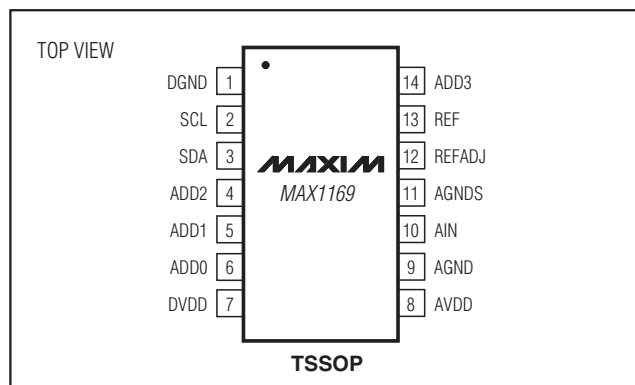 TOP VIEW
DGND 1
SCL 2
SDA 3
ADD2 4
ADD1 5
ADD0 6
DVDD 7
MAXIM
MAX1169
14 ADD3
13 REF
12 REFADJ
11 AGNDS
10 AIN
9 AGND
8 AVDD
TSSOP